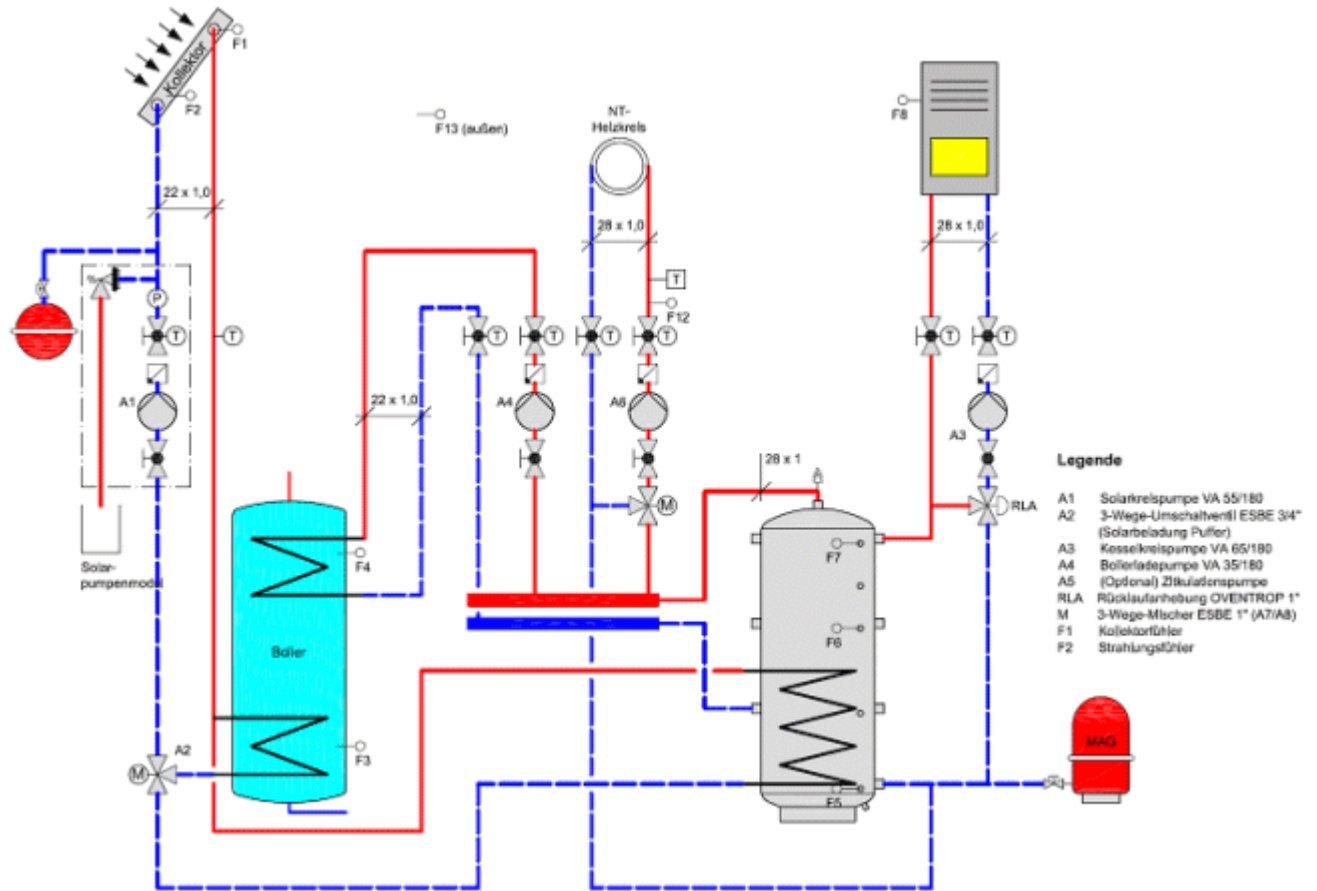 Kollektor
F1
F2
F13 (außen)
NT-
Heizkreis
F8
22 x 1,0
28 x 1,0
28 x 1,0
T
P
F12
T
T
T
T
T
T
T
T
A1
22 x 1,0
A4
A6
A3
28 x 1
M
RLA
Solar-
pumpenmodul
F4
F7
Boiler
F6
A2
M
F3
F5
MAG
Legende
A1 Solarkreispumpe VA 55/180
A2 3-Wege-Umschaltventil ESBE 3/4"
(Solarbeladung Puffer)
A3 Kesselkreispumpe VA 65/180
A4 Boilerladepumpe VA 35/180
A5 (Optional) Zitkulationspumpe
RLA Rücklaufanhebung OVENTROP 1"
M 3-Wege-Mischer ESBE 1" (A7/A8)
F1 Kollektorfühler
F2 Strahlungsfühler